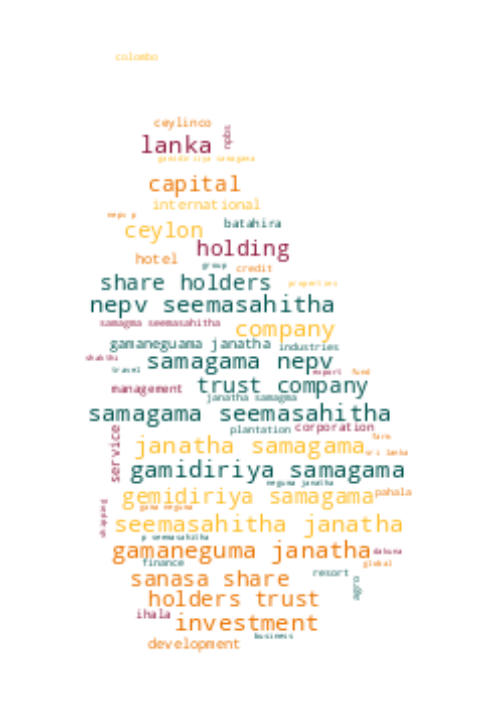 colombo
ceylinco
lanka
npbs
gamidiriya samagama
capital
international
nepu p
batahira
ceylon
holding
hotel
group
credit
share holders
properties
nepv seemasahitha
samagma seemasahitha
company
gamaneguama janatha
industries
shakthi
samagama nepv
travel
export
fund
management
trust company
janatha samagma
samagama seemasahitha
plantation
corporation
farm
service
janatha samagama
sri lanka
gamidiriya samagama
neguma janatha
gemidiriya samagama
pahala
gama neguma
seemasahitha janatha
p seemasahitha
gamaneguma janatha
dakuna
finance
global
sanasa share
resort
agro
holders trust
ihala
investment
business
development